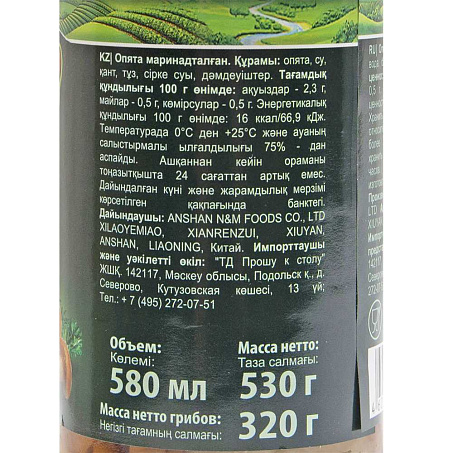 KZ| Опята маринадталған. Құрамы: опята, су,
қант, тұз, сірке суы, дәмдеуіштер. Тағамдық
құндылығы 100 г өнімде: ақуыздар - 2,3 г,
майлар - 0,5 г, көмірсулар - 0,5 г. Энергетикалық
құндылығы 100 г өнімде: 16 ккал/66,9 кДж.
Температурада 0°C ден +25°C және ауаның
салыстырмалы ылғалдылығы 75% - дан
аспайды. Ашқаннан кейін ораманы
тоңазытқышта 24 сағаттан артық емес.
Дайындалған күні және жарамдылық мерзімі
көрсетілген қақпағында банктегі.
Дайындаушы: ANSHAN N&M FOODS CO., LTD
XILAOYEMIAO, XIANRENZUI, XIUYAN,
ANSHAN, LIAONING, Китай. Импорттаушы
және уәкілетті өкіл: "ТД Прошу к столу"
ЖШҚ. 142117, Мәскеу облысы, Подольск қ., д.
Северово, Кутузовская көшесі, 13 үй;
Тел.: + 7 (495) 272-07-51
Объем:
Көлемі:
580 мл
Масса нетто:
Таза салмағы:
530 г
Масса нетто грибов:
Негізгі тағамның салмағы:
320 г
RU| Оп